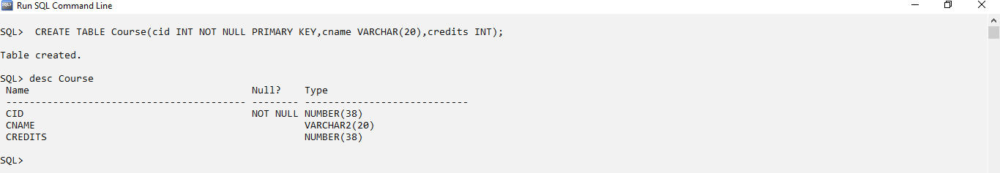 Run SQL Command Line
SQL>  CREATE TABLE Course(cid INT NOT NULL PRIMARY KEY,cname VARCHAR(20),credits INT);
Table created.
SQL> desc Course
 Name                                      Null?    Type
 ----------------------------------------- -------- ----------------------------
 CID                                       NOT NULL NUMBER(38)
 CNAME                                              VARCHAR2(20)
 CREDITS                                            NUMBER(38)
SQL>